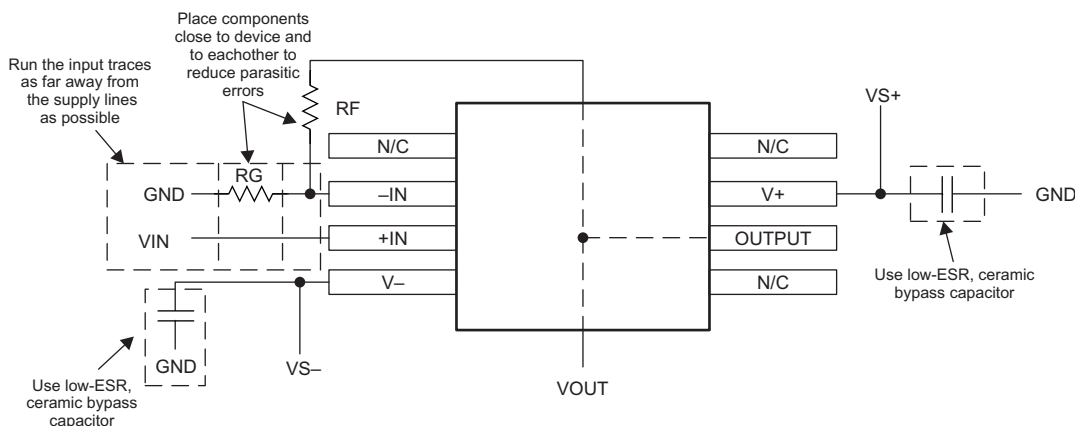 Place components
close to device and
to eachother to
reduce parasitic
errors
Run the input traces
as far away from
the supply lines
as possible
RF
VS+
N/C
N/C
RG
GND
–IN
V+
GND
VIN
+IN
OUTPUT
V–
N/C
Use low-ESR, ceramic
bypass capacitor
GND
VS–
VOUT
Use low-ESR,
ceramic bypass
capacitor